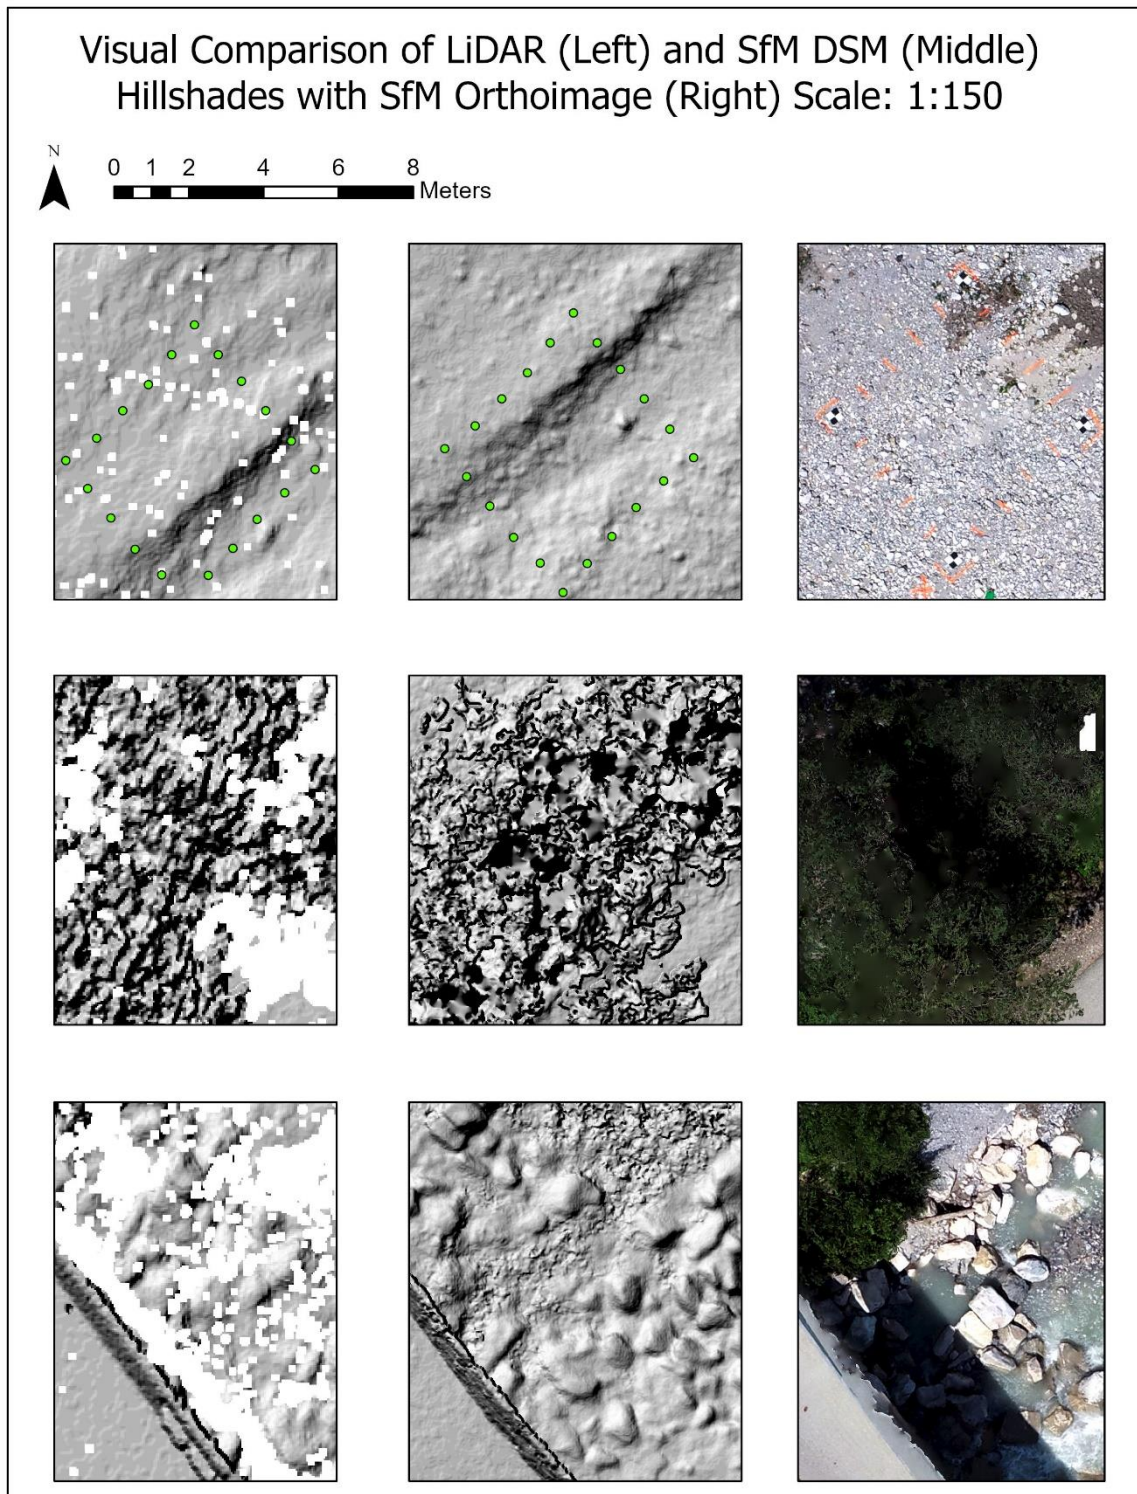 Visual Comparison of LiDAR (Left) and SfM DSM (Middle)
Hillshades with SfM Orthoimage (Right) Scale: 1:150
N
0 1 2 4 6 8
Meters